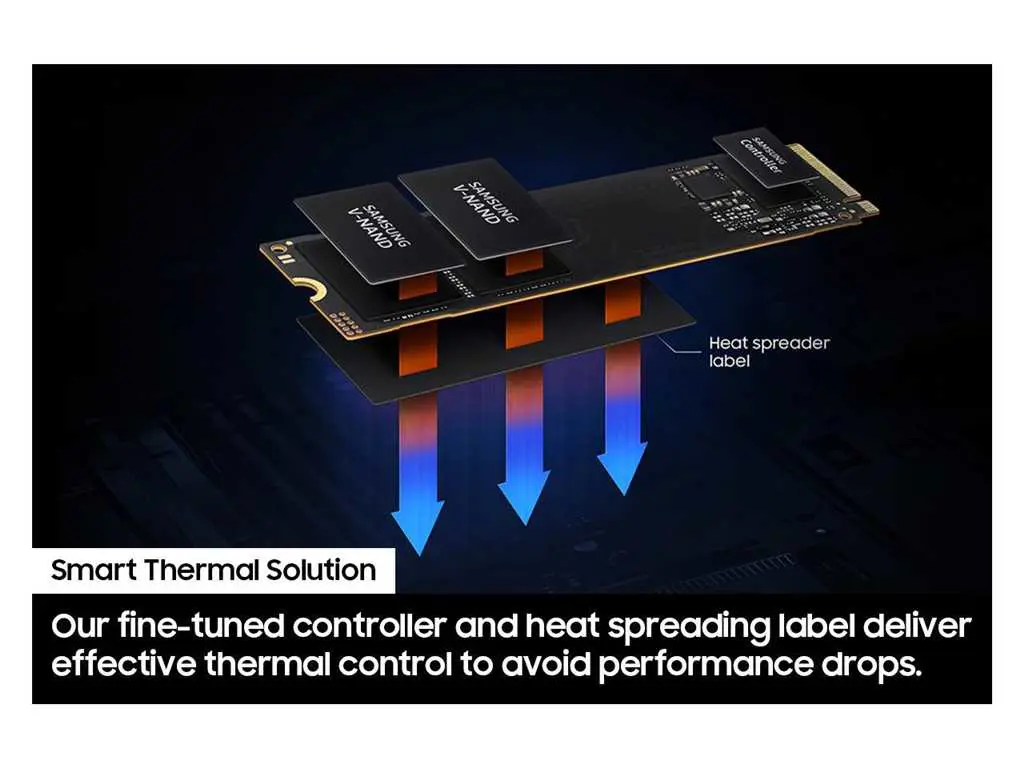 SAMSUNG
V-NAND
SAMSUNG
V-NAND
SAMSUNG
Controller
Heat spreader
label
Smart Thermal Solution
Our fine-tuned controller and heat spreading label deliver
effective thermal control to avoid performance drops.